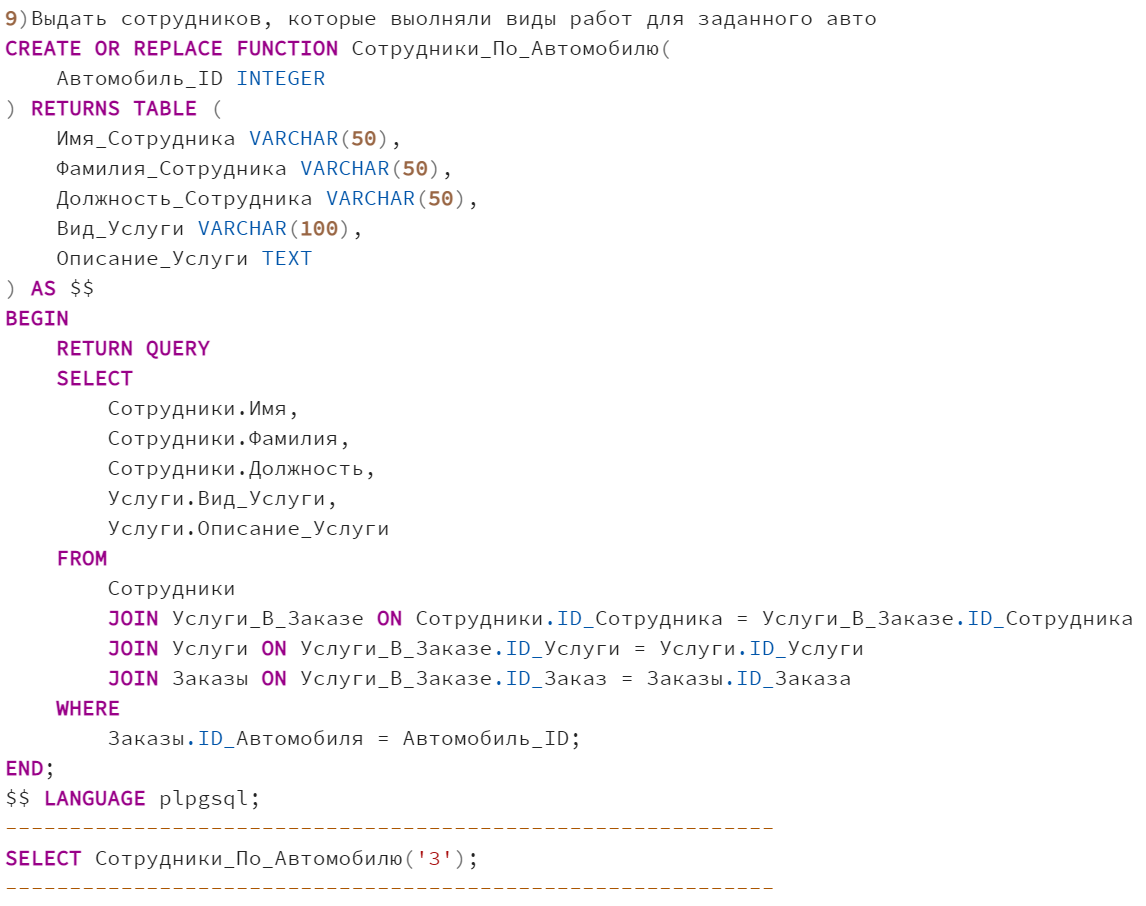 9)Выдать сотрудников, которые выолняли виды работ для заданного авто
CREATE OR REPLACE FUNCTION Сотрудники_По_Автомобилю(
    Автомобиль_ID INTEGER
) RETURNS TABLE (
    Имя_Сотрудника VARCHAR(50),
    Фамилия_Сотрудника VARCHAR(50),
    Должность_Сотрудника VARCHAR(50),
    Вид_Услуги VARCHAR(100),
    Описание_Услуги TEXT
) AS $$
BEGIN
    RETURN QUERY
    SELECT
        Сотрудники.Имя,
        Сотрудники.Фамилия,
        Сотрудники.Должность,
        Услуги.Вид_Услуги,
        Услуги.Описание_Услуги
    FROM
        Сотрудники
        JOIN Услуги_В_Заказе ON Сотрудники.ID_Сотрудника = Услуги_В_Заказе.ID_Сотрудника
        JOIN Услуги ON Услуги_В_Заказе.ID_Услуги = Услуги.ID_Услуги
        JOIN Заказы ON Услуги_В_Заказе.ID_Заказ = Заказы.ID_Заказа
    WHERE
        Заказы.ID_Автомобиля = Автомобиль_ID;
END;
$$ LANGUAGE plpgsql;
------------------------------------------------------------
SELECT Сотрудники_По_Автомобилю('3');
------------------------------------------------------------